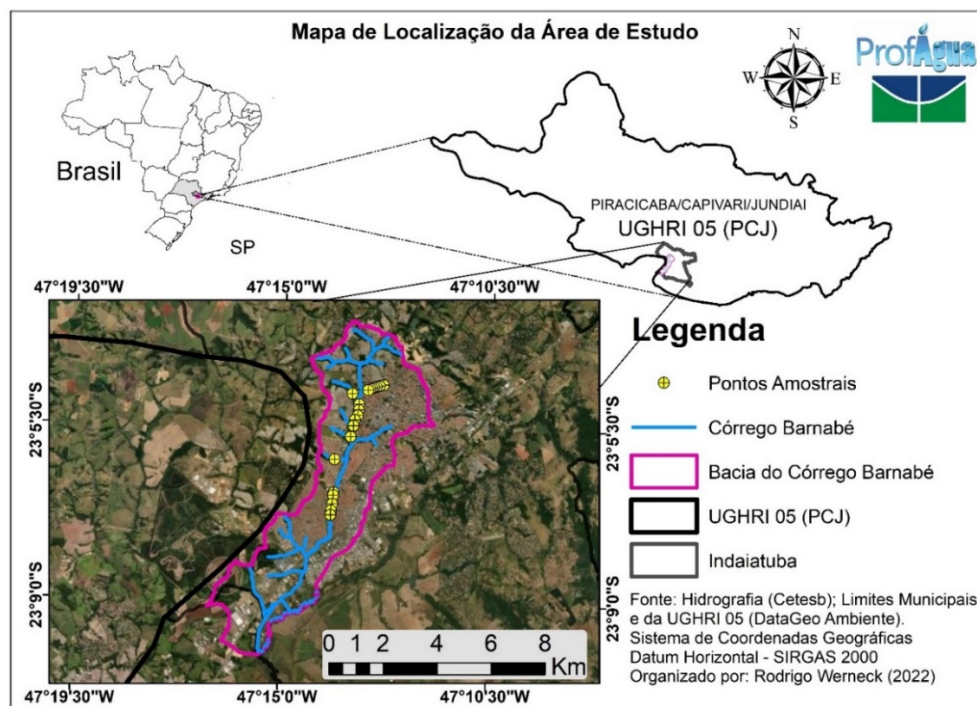 Mapa de Localização da Área de Estudo
N
W E
S
ProfÁgua
Brasil
SP
PIRACICABA/CAPIVARI/JUNDIAI
UGHRI 05 (PCJ)
47°19'30"W 47°15'0"W 47°10'30"W
23°5'30"S
23°9'0"S
23°5'30"S
23°9'0"S
0 1 2 4 6 8
Km
47°19'30"W 47°15'0"W 47°10'30"W
Legenda
Pontos Amostrais
Córrego Barnabé
Bacia do Córrego Barnabé
UGHRI 05 (PCJ)
Indaiatuba
Fonte: Hidrografia (Cetesb); Limites Municipais
e da UGHRI 05 (DataGeo Ambiente).
Sistema de Coordenadas Geográficas
Datum Horizontal - SIRGAS 2000
Organizado por: Rodrigo Werneck (2022)